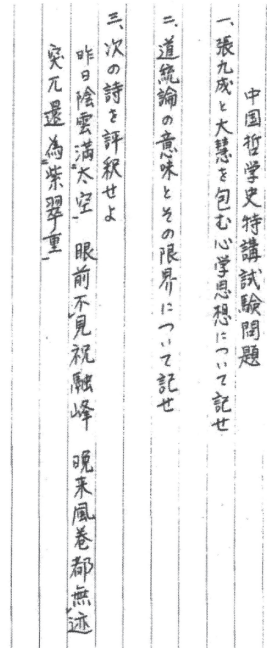 中国哲学史特講試験問題
一、張九成と大慧を包む心学思想について記せ
二、道統論の意味とその限界について記せ
三、次の詩を評釈せよ
昨日陰雲満太空 眼前不見祝融峰 晩来風巻都無迹
突兀還為紫翠重